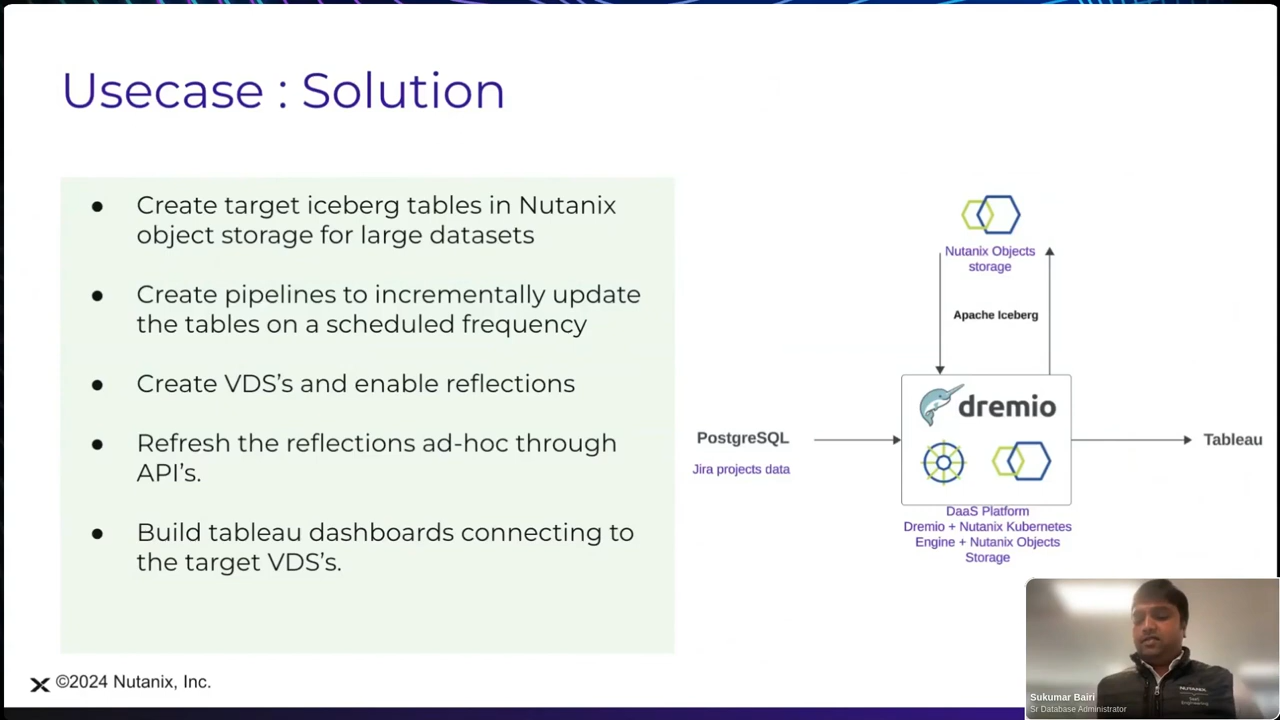 Usecase : Solution
● Create target iceberg tables in Nutanix
object storage for large datasets
● Create pipelines to incrementally update
the tables on a scheduled frequency
● Create VDS's and enable reflections
● Refresh the reflections ad-hoc through
API's.
● Build tableau dashboards connecting to
the target VDS's.
Nutanix Objects
storage
Apache Iceberg
dremio
PostgreSQL
Jira projects data
Tableau
DaaS Platform
Dremio + Nutanix Kubernetes
Engine + Nutanix Objects
Storage
©2024 Nutanix, Inc.
Sukumar Bairi
Sr Database Administrator
NUTANIX